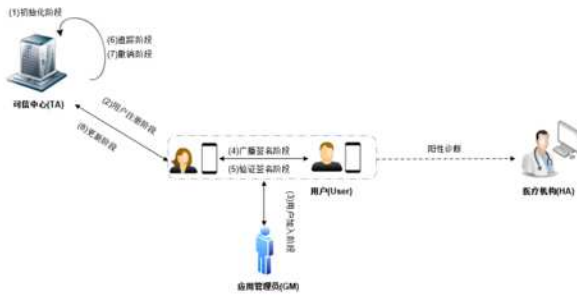 (1)初始化阶段
(6)追踪阶段
(7)撤销阶段
可信中心(TA)
(2)用户注册阶段
(8)更新阶段
(4)广播签名阶段
(5)验证签名阶段
用户(User)
阳性诊断
医疗机构(HA)
(3)用户加入阶段
应用管理员(GM)